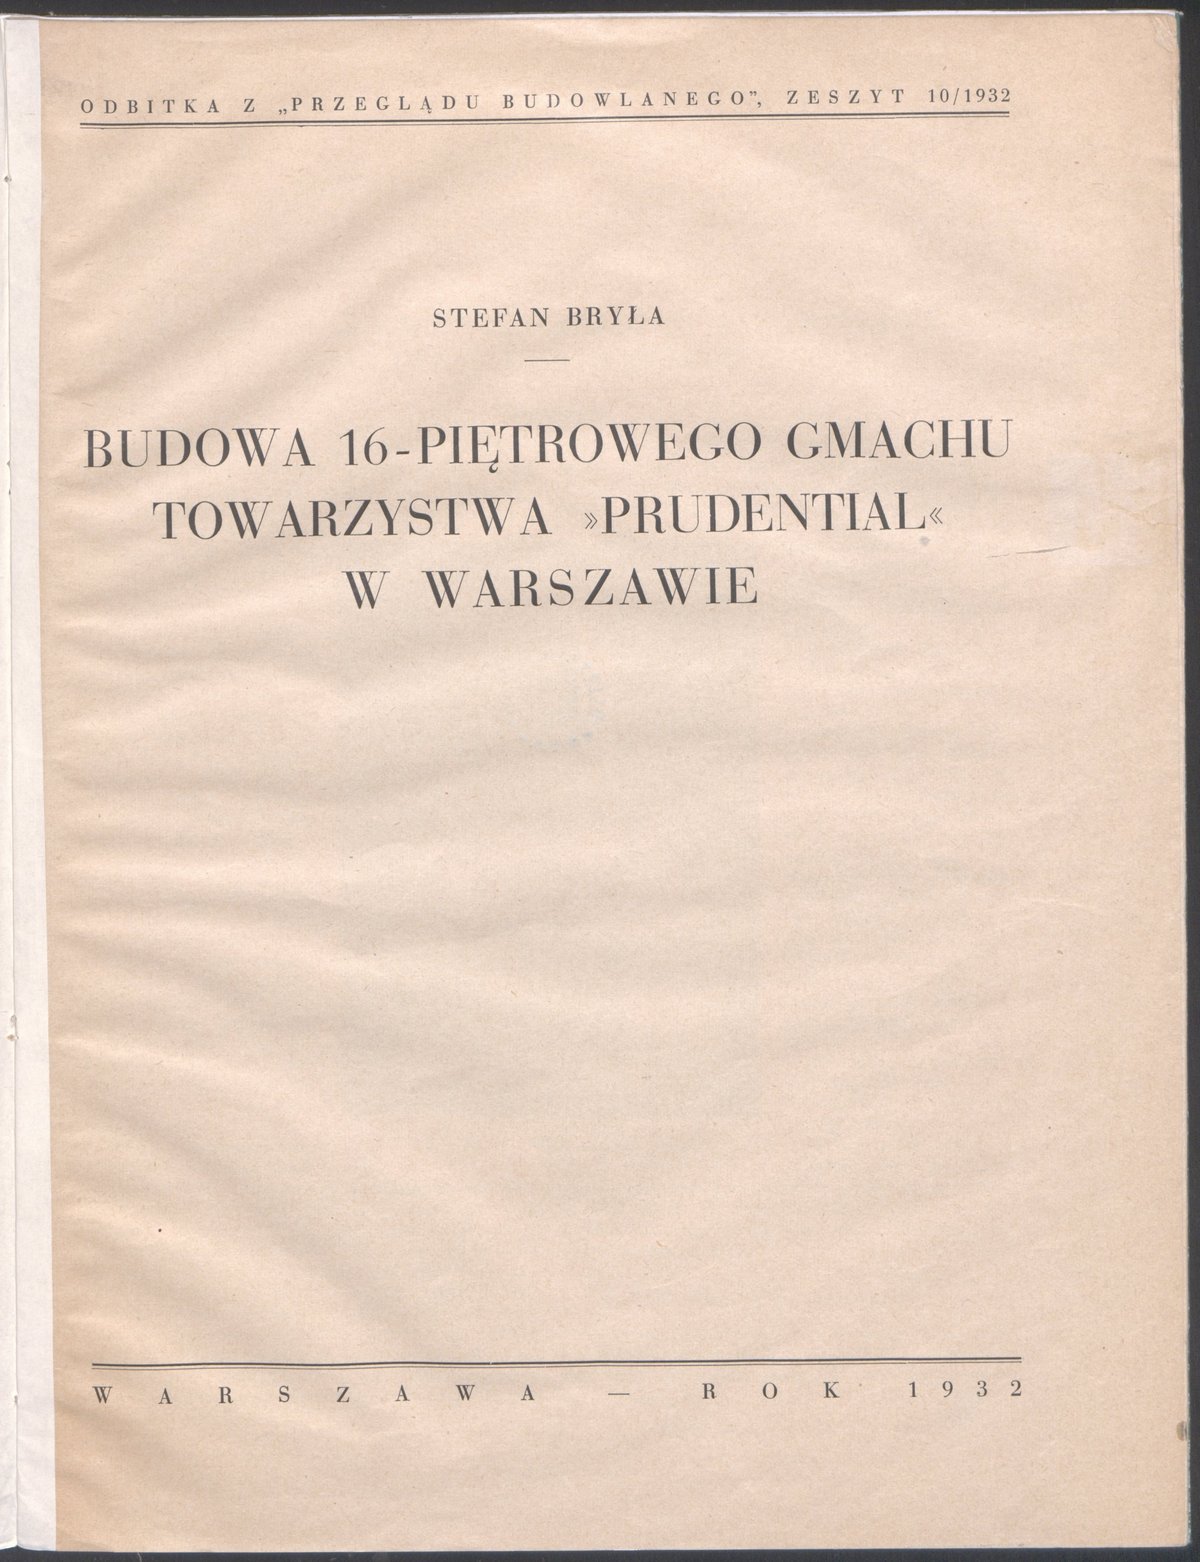 ODBITKA Z „PRZEGLĄDU BUDOWLANEGO”, ZESZYT 10/1932
STEFAN BRYŁA
BUDOWA 16-PIĘTROWEGO GMACHU
TOWARZYSTWA »PRUDENTIAL«
W WARSZAWIE
WARSZAWA — ROK 1932